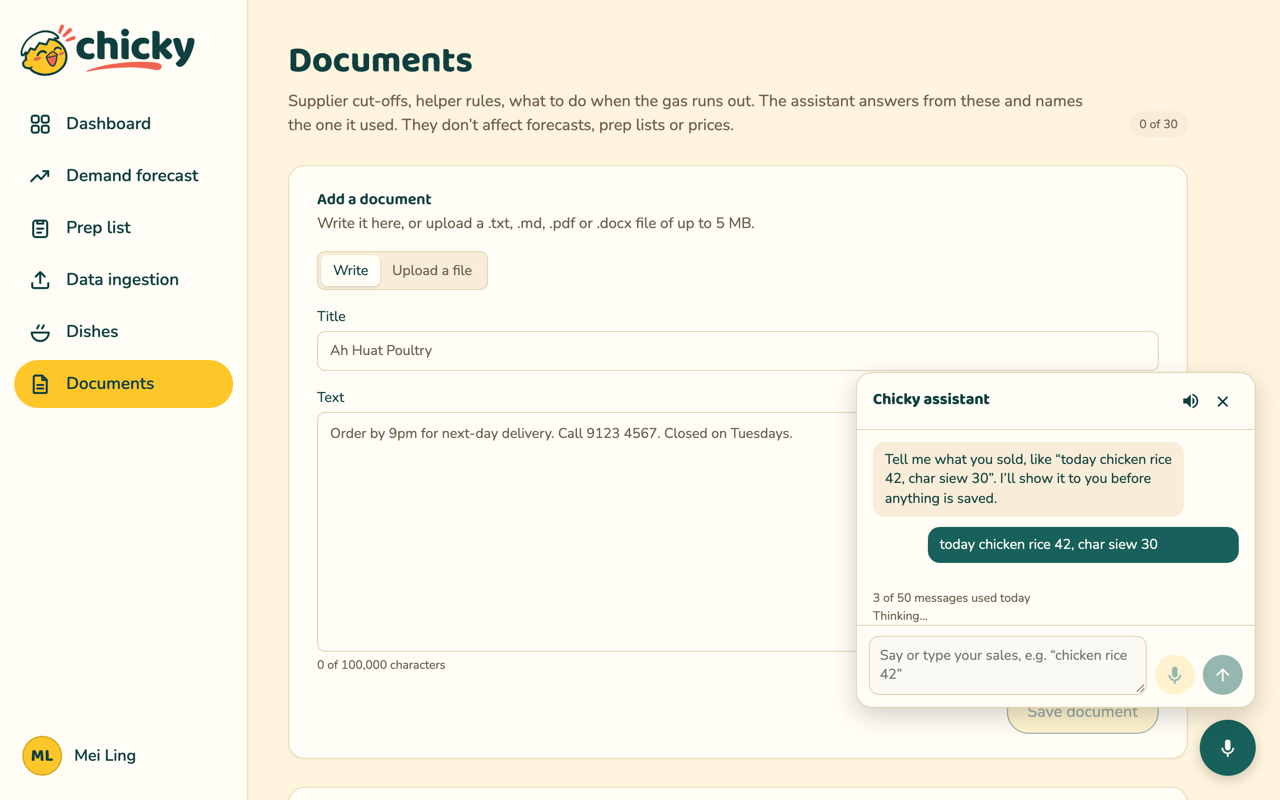 chicky
Dashboard
Demand forecast
Prep list
Data ingestion
Dishes
Documents
ML
Mei Ling
Documents
Supplier cut-offs, helper rules, what to do when the gas runs out. The assistant answers from these and names
the one it used. They don’t affect forecasts, prep lists or prices.
0 of 30
Add a document
Write it here, or upload a .txt, .md, .pdf or .docx file of up to 5 MB.
Write
Upload a file
Title
Ah Huat Poultry
Text
Order by 9pm for next-day delivery. Call 9123 4567. Closed on Tuesdays.
0 of 100,000 characters
Save document
Chicky assistant
Tell me what you sold, like “today chicken rice
42, char siew 30”. I’ll show it to you before
anything is saved.
today chicken rice 42, char siew 30
3 of 50 messages used today
Thinking…
Say or type your sales, e.g. “chicken rice
42”